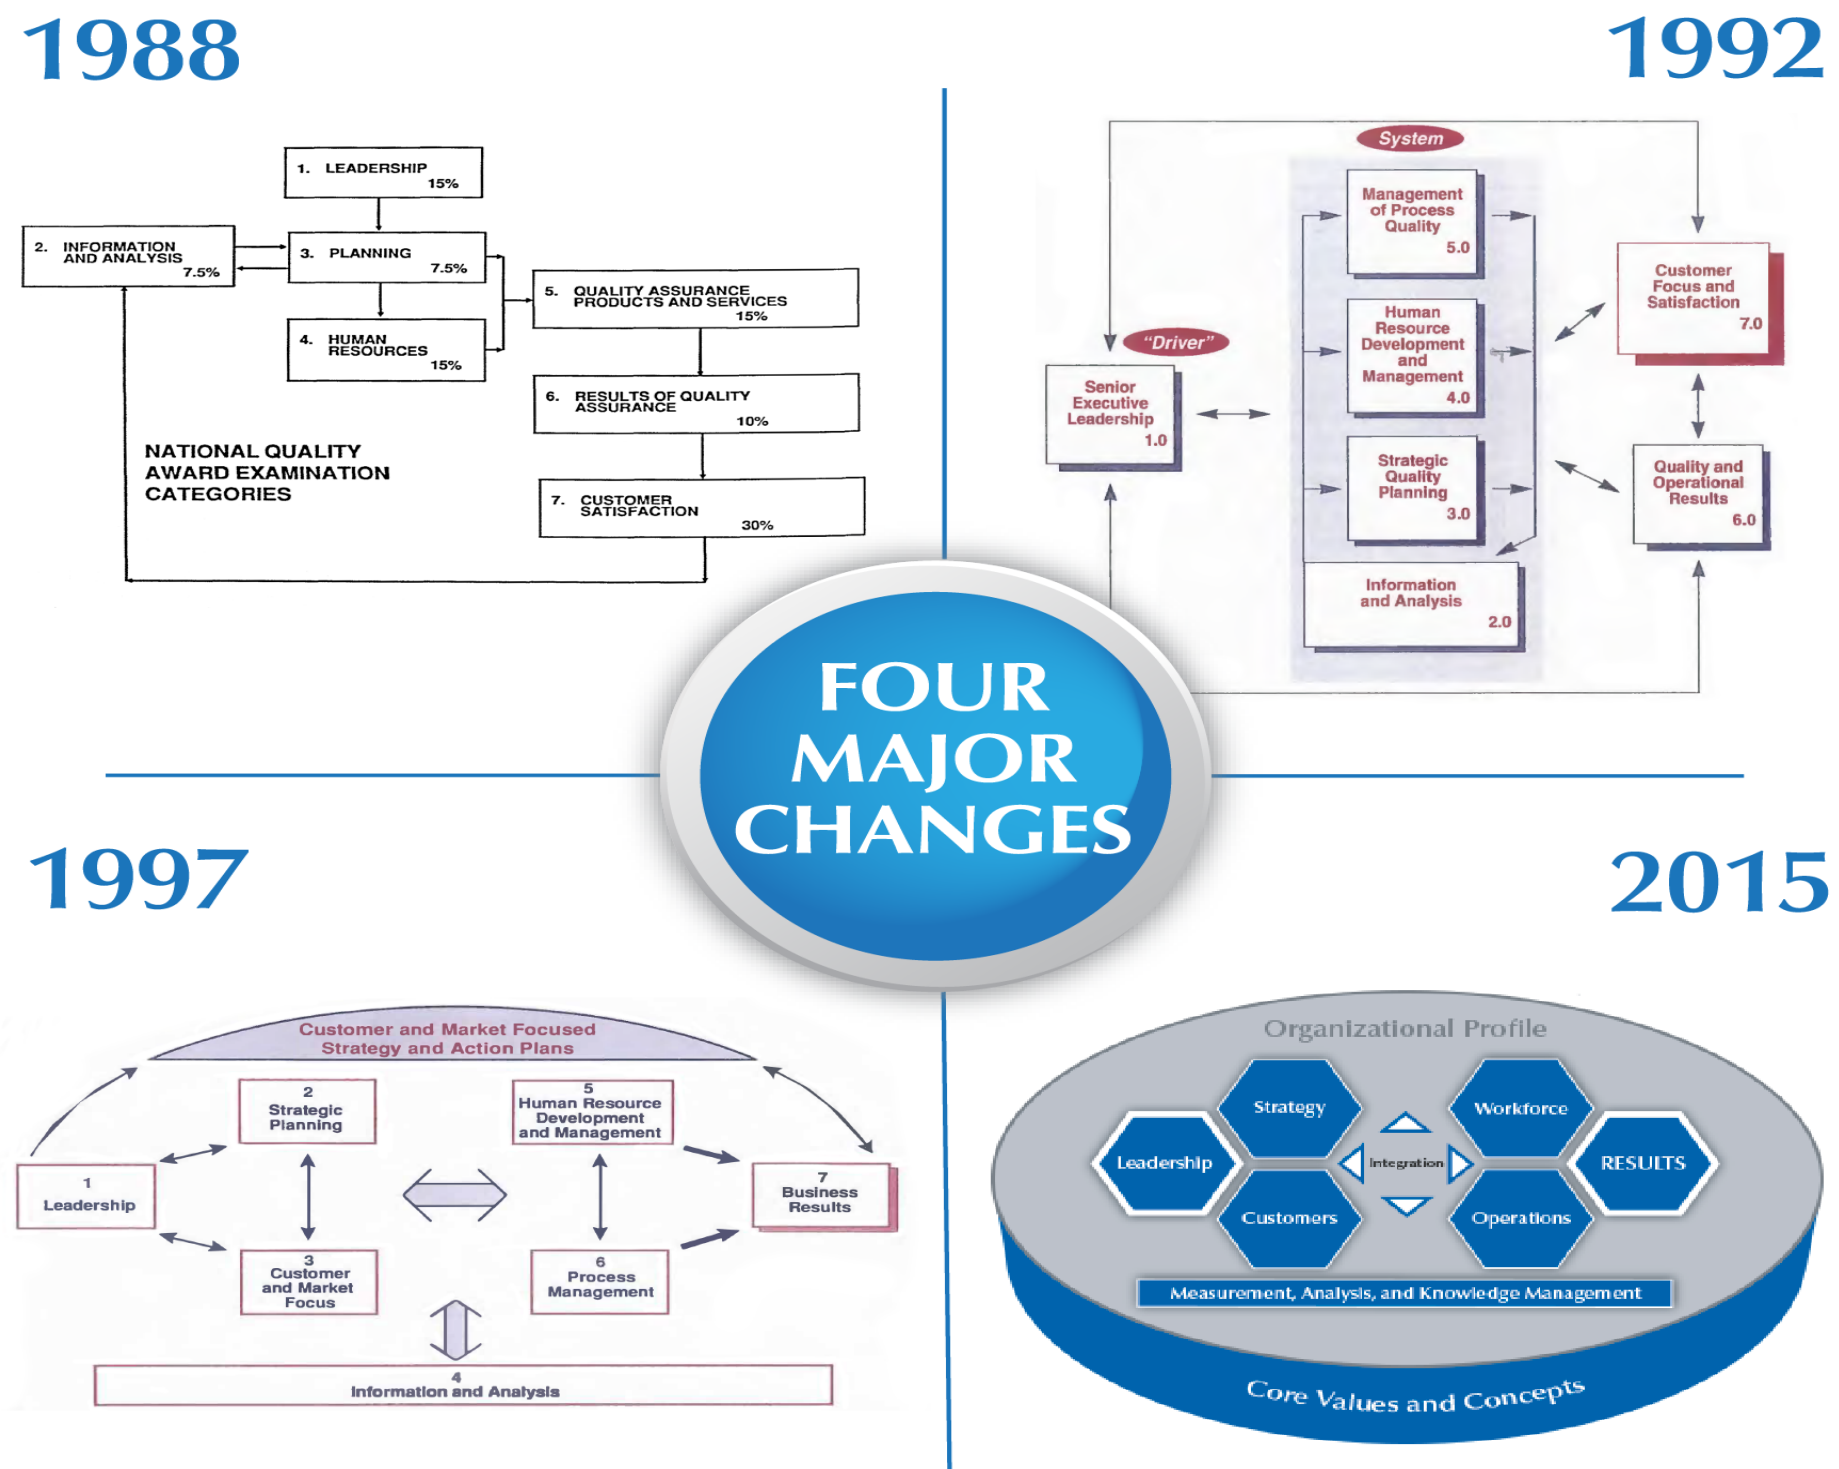 1988
1. LEADERSHIP
15%
2. INFORMATION
AND ANALYSIS
7.5%
3. PLANNING
7.5%
4. HUMAN
RESOURCES
15%
5. QUALITY ASSURANCE
PRODUCTS AND SERVICES
15%
6. RESULTS OF QUALITY
ASSURANCE
10%
7. CUSTOMER
SATISFACTION
30%
NATIONAL QUALITY
AWARD EXAMINATION
CATEGORIES
1992
System
Management
of Process
Quality
5.0
Human
Resource
Development
and
Management
4.0
Strategic
Quality
Planning
3.0
Information
and Analysis
2.0
"Driver"
Senior
Executive
Leadership
1.0
Customer
Focus and
Satisfaction
7.0
Quality and
Operational
Results
6.0
FOUR
MAJOR
CHANGES
1997
Customer and Market Focused
Strategy and Action Plans
1
Leadership
2
Strategic
Planning
3
Customer
and Market
Focus
5
Human Resource
Development
and Management
6
Process
Management
7
Business
Results
4
Information and Analysis
2015
Organizational Profile
Leadership
Strategy
Customers
Integration
Workforce
Operations
RESULTS
Measurement, Analysis, and Knowledge Management
Core Values and Concepts